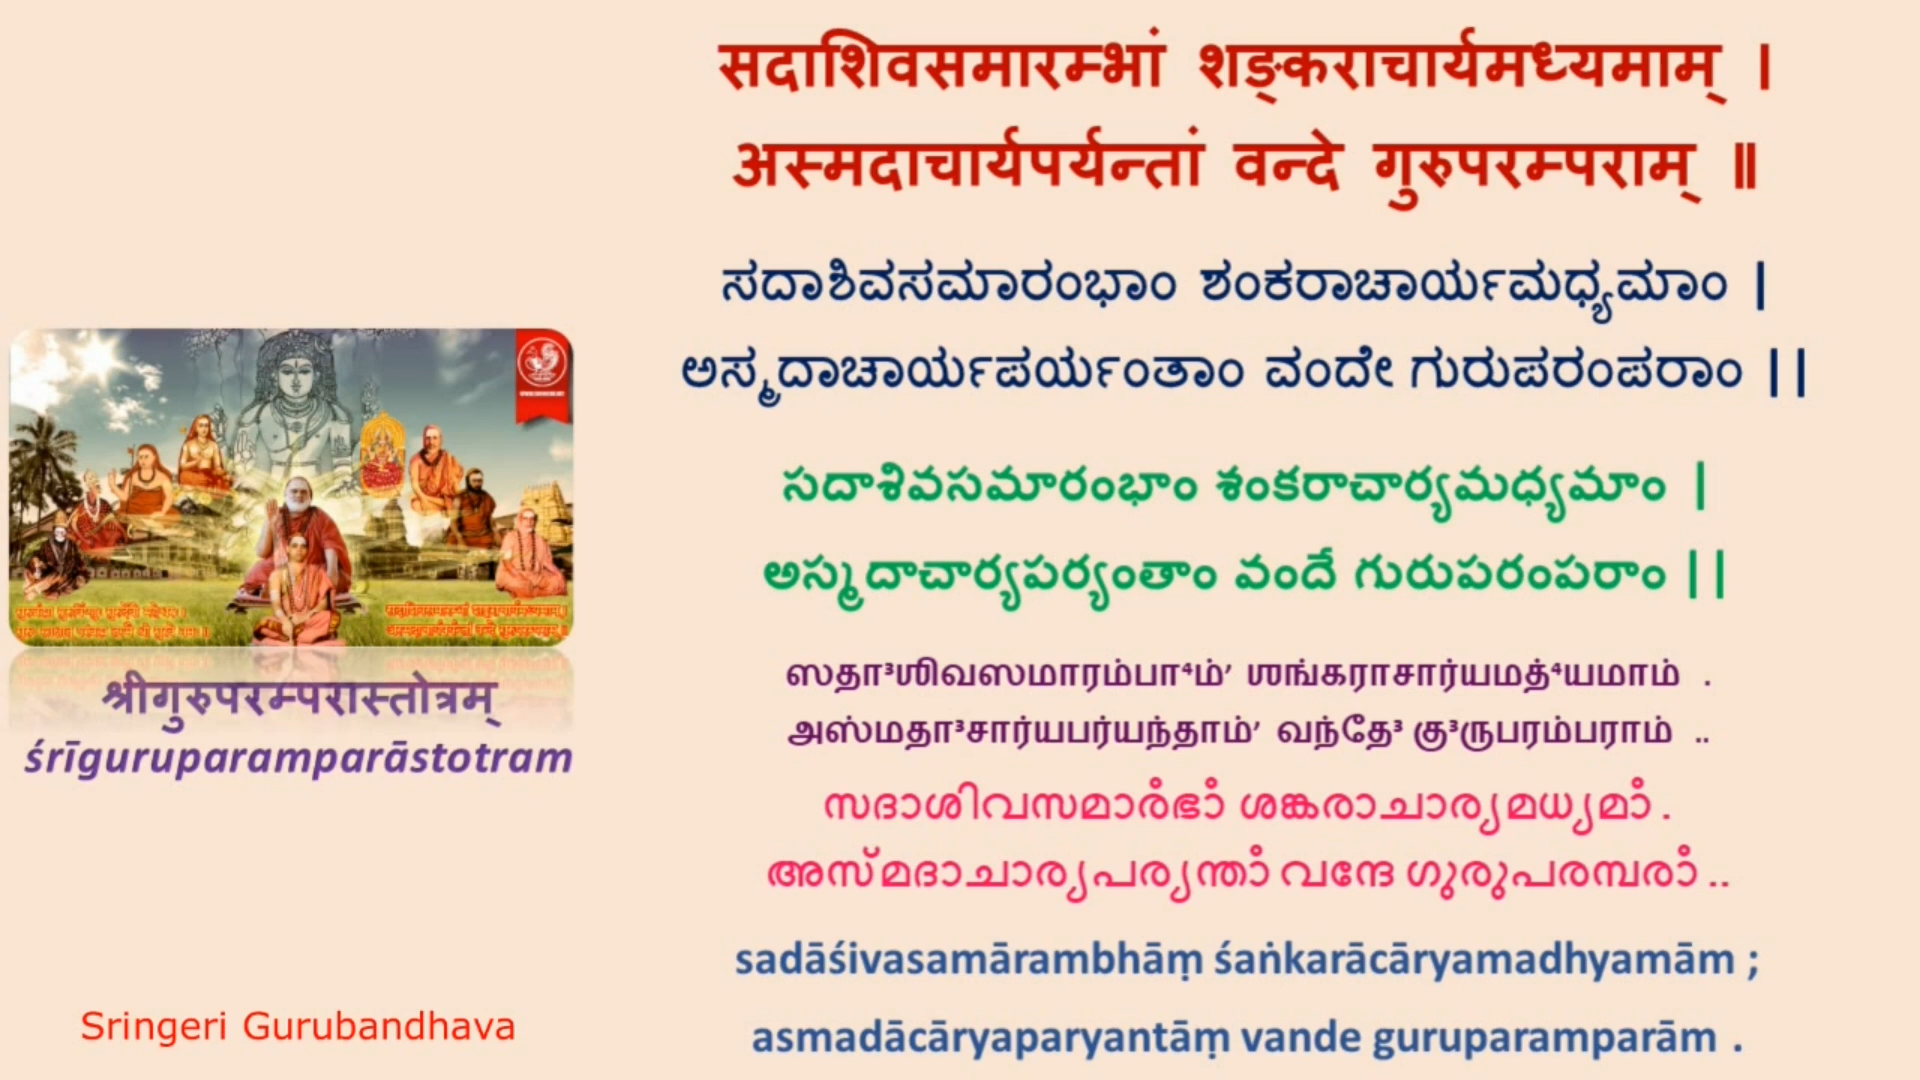 सदाशिवसमारम्भां शङ्कराचार्यमध्यमाम् ।
अस्मदाचार्यपर्यन्तां वन्दे गुरुपरम्पराम् ॥
ಸದಾಶಿವಸಮಾರಂಭಾಂ ಶಂಕರಾಚಾರ್ಯಮಧ್ಯಮಾಂ |
ಅಸ್ಮದಾಚಾರ್ಯಪರ್ಯಂತಾಂ ವಂದೇ ಗುರುಪರಂಪರಾಂ ||
సదాశివసమారంభాం శంకరాచార్యమధ్యమాం |
అస్మదాచార్యపర్యంతాం వందే గురుపరంపరాం ||
ஸதா³ஶிவஸமாரம்பா⁴ம்ʼ ஶங்கராசார்யமத்⁴யமாம் .
அஸ்மதா³சார்யபர்யந்தாம்ʼ வந்தே³ கு³ருபரம்பராம் ..
സദാശിവസമാരംഭാം ശങ്കരാചാര്യമധ്യമാം .
അസ്മദാചാര്യപര്യന്താം വന്ദേ ഗുരുപരമ്പരാം ..
sadāśivasamārambhāṃ śaṅkarācāryamadhyamām ;
asmadācāryaparyantāṃ vande guruparamparām .
श्रीगुरुपरम्परास्तोत्रम्
śrīguruparamparāstotram
Sringeri Gurubandhava